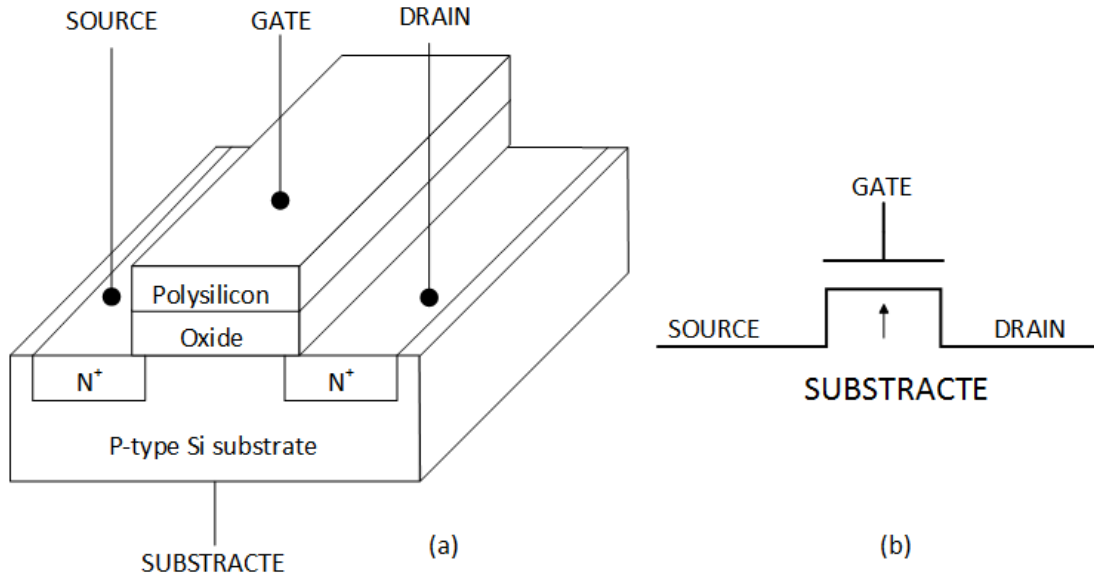 SOURCE
GATE
DRAIN
Polysilicon
Oxide
N+
N+
P-type Si substrate
SUBSTRACTE
(a)
GATE
SOURCE
DRAIN
SUBSTRACTE
(b)